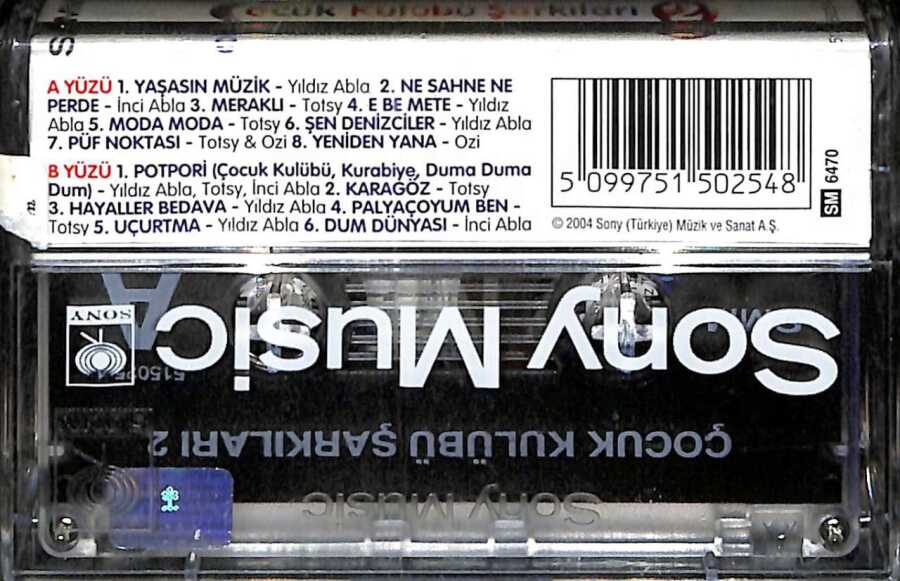 Çocuk Kulübü Şarkıları 2
A YÜZÜ 1. YAŞASIN MÜZİK - Yıldız Abla 2. NE SAHNE NE
PERDE - İnci Abla 3. MERAKLI - Totsy 4. E BE METE - Yıldız
Abla 5. MODA MODA - Totsy 6. ŞEN DENİZCİLER - Yıldız Abla
7. PÜF NOKTASI - Totsy & Ozi 8. YENİDEN YANA - Ozi
B YÜZÜ 1. POTPORİ (Çocuk Kulübü, Kurabiye, Duma Duma
Dum) - Yıldız Abla, Totsy, İnci Abla 2. KARAGÖZ - Totsy
3. HAYALLER BEDAVA - Yıldız Abla 4. PALYAÇOYUM BEN -
Totsy 5. UÇURTMA - Yıldız Abla 6. DUM DÜNYASI - İnci Abla
5 099751 502548
SM 6470
© 2004 Sony (Türkiye) Müzik ve Sanat A.Ş.
A
SONY
Sony Music
ÇOCUK KULÜBÜ ŞARKILARI 2
Sony Music